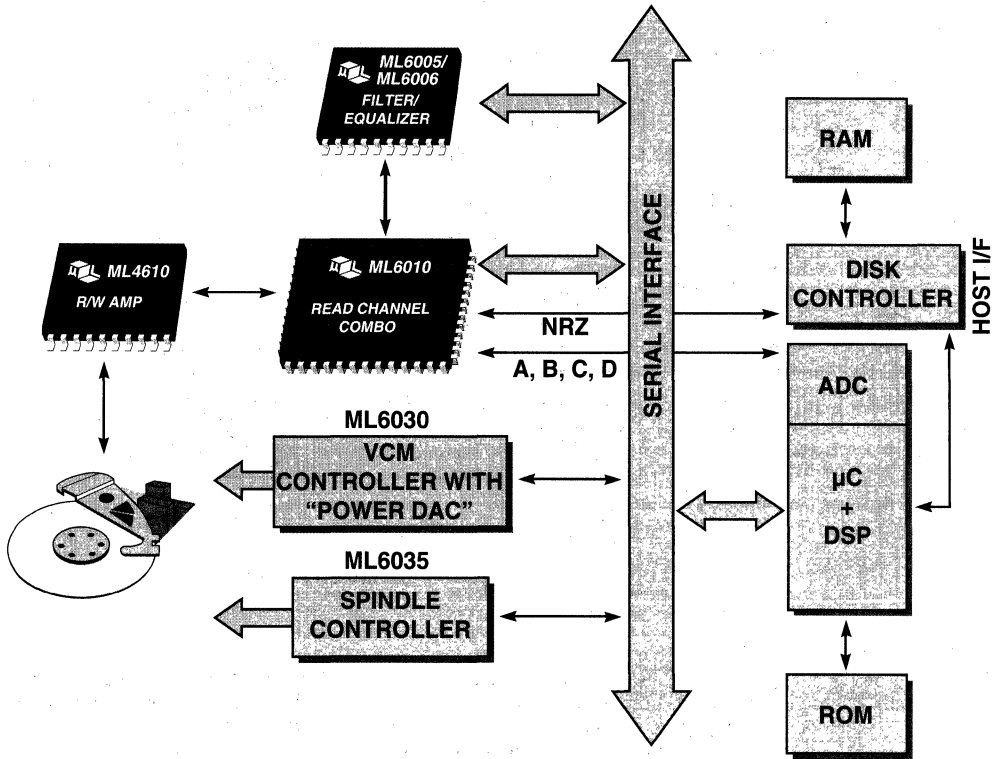 ML6005/
ML6006
FILTER/
EQUALIZER
ML4610
R/W AMP
ML6010
READ CHANNEL
COMBO
NRZ
A, B, C, D
SERIAL INTERFACE
RAM
DISK
CONTROLLER
HOST I/F
ADC
µC
+
DSP
ROM
ML6030
VCM
CONTROLLER WITH
“POWER DAC”
ML6035
SPINDLE
CONTROLLER